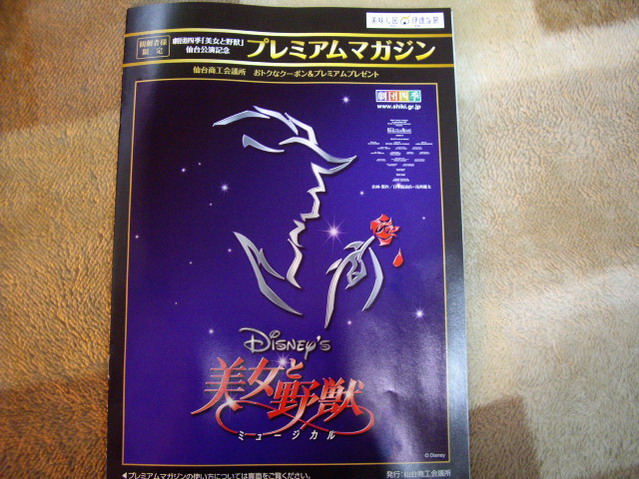 美味し国 伊達な旅
観劇者様
限定
劇団四季「美女と野獣」
仙台公演記念
プレミアムマガジン
仙台商工会議所 おトクなクーポン&プレミアムプレゼント
劇団四季
www.shiki.gr.jp
DISNEY'S
美女と
野獣
ミュージカル
© Disney
◀プレミアムマガジンの使い方については裏面をご覧ください。
発行:仙台商工会議所